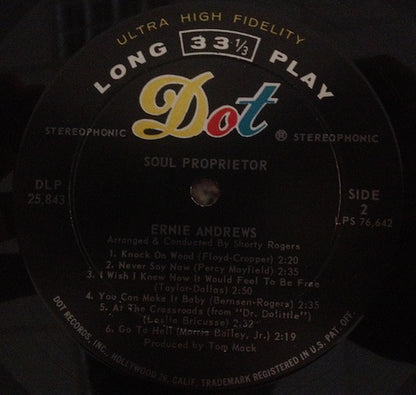 ULTRA HIGH FIDELITY
LONG 33 1/3 PLAY
Dot ®
STEREOPHONIC STEREOPHONIC
SOUL PROPRIETOR
DLP
25,843
SIDE
2
LPS 76,642
ERNIE ANDREWS
Arranged & Conducted By Shorty Rogers
1. Knock On Wood (Floyd-Cropper) 2:20
2. Never Say Now (Percy Mayfield) 2:35
3. I Wish I Knew How It Would Feel To Be Free
(Taylor-Dallas) 2:50
4. You Can Make It Baby (Bernsen-Rogers) 2:35
5. At The Crossroads (from "Dr. Dolittle")
(Leslie Bricusse) 2:32
6. Go To Hell (Morris Bailey, Jr.) 2:19
Produced by Tom Mack
DOT RECORDS, INC., HOLLYWOOD 28, CALIF. TRADEMARK REGISTERED IN U.S. PAT. OFF.